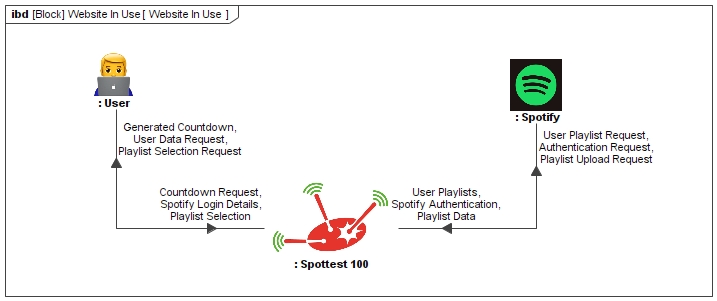 ibd [Block] Website In Use [ Website In Use ]
: User
: Spotify
Generated Countdown,
User Data Request,
Playlist Selection Request
User Playlist Request,
Authentication Request,
Playlist Upload Request
Countdown Request,
Spotify Login Details,
Playlist Selection
User Playlists,
Spotify Authentication,
Playlist Data
: Spottest 100